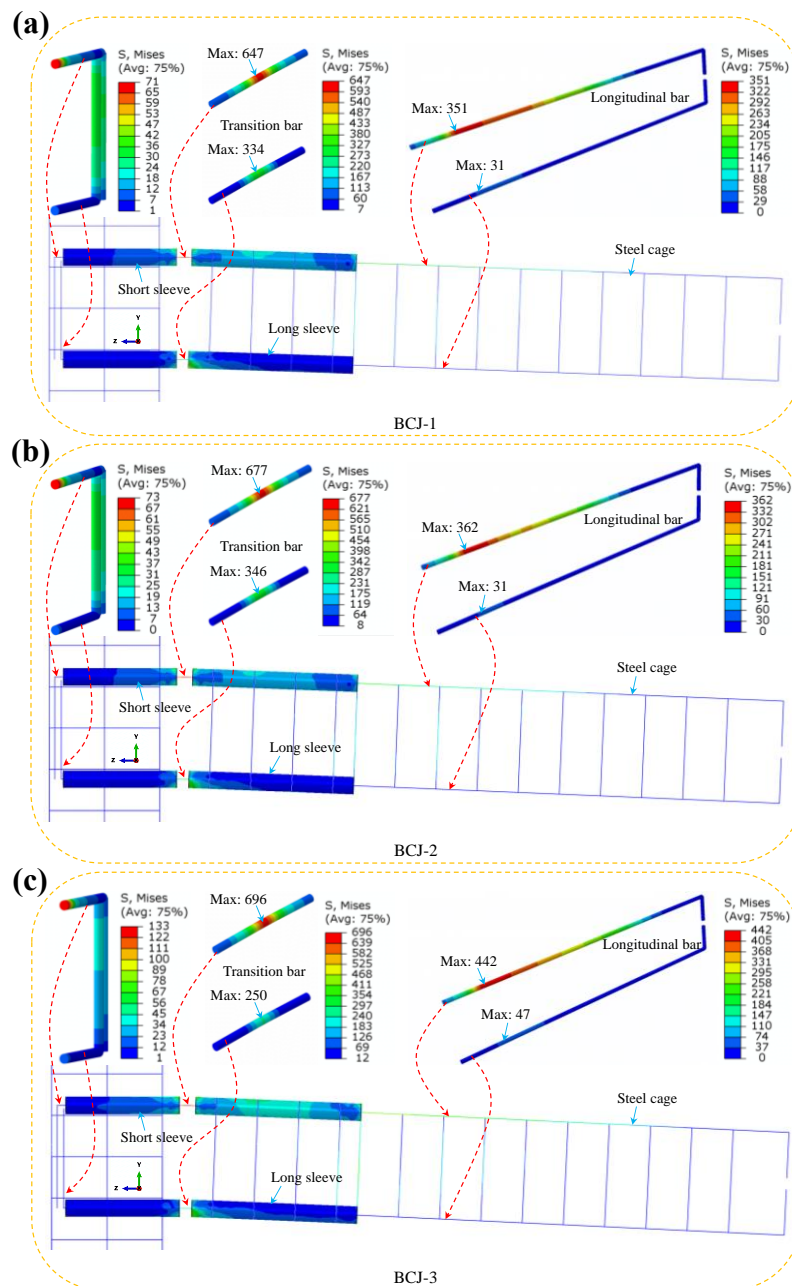 (a)
S, Mises
(Avg: 75%)
71
65
59
53
47
42
36
30
24
18
13
7
1
Max: 647
Transition bar
Max: 334
S, Mises
(Avg: 75%)
647
593
540
487
433
380
327
273
220
167
113
60
7
Max: 351
Longitudinal bar
Max: 31
S, Mises
(Avg: 75%)
351
322
292
263
234
205
175
146
117
88
58
29
0
Short sleeve
Steel cage
Long sleeve
Y
Z
BCJ-1
(b)
S, Mises
(Avg: 75%)
73
67
61
55
49
43
37
31
25
19
13
7
0
Max: 677
Transition bar
Max: 346
S, Mises
(Avg: 75%)
677
621
565
510
454
398
342
287
231
175
119
64
8
Max: 362
Longitudinal bar
Max: 31
S, Mises
(Avg: 75%)
362
332
302
271
241
211
181
151
121
91
60
30
0
Short sleeve
Steel cage
Long sleeve
Y
Z
BCJ-2
(c)
S, Mises
(Avg: 75%)
133
122
111
100
89
78
67
56
45
34
23
12
1
Max: 696
Transition bar
Max: 250
S, Mises
(Avg: 75%)
696
639
582
525
468
411
354
297
240
183
126
69
12
Max: 442
Longitudinal bar
Max: 47
S, Mises
(Avg: 75%)
442
405
368
331
295
258
221
184
147
110
74
37
0
Short sleeve
Steel cage
Long sleeve
Y
Z
BCJ-3